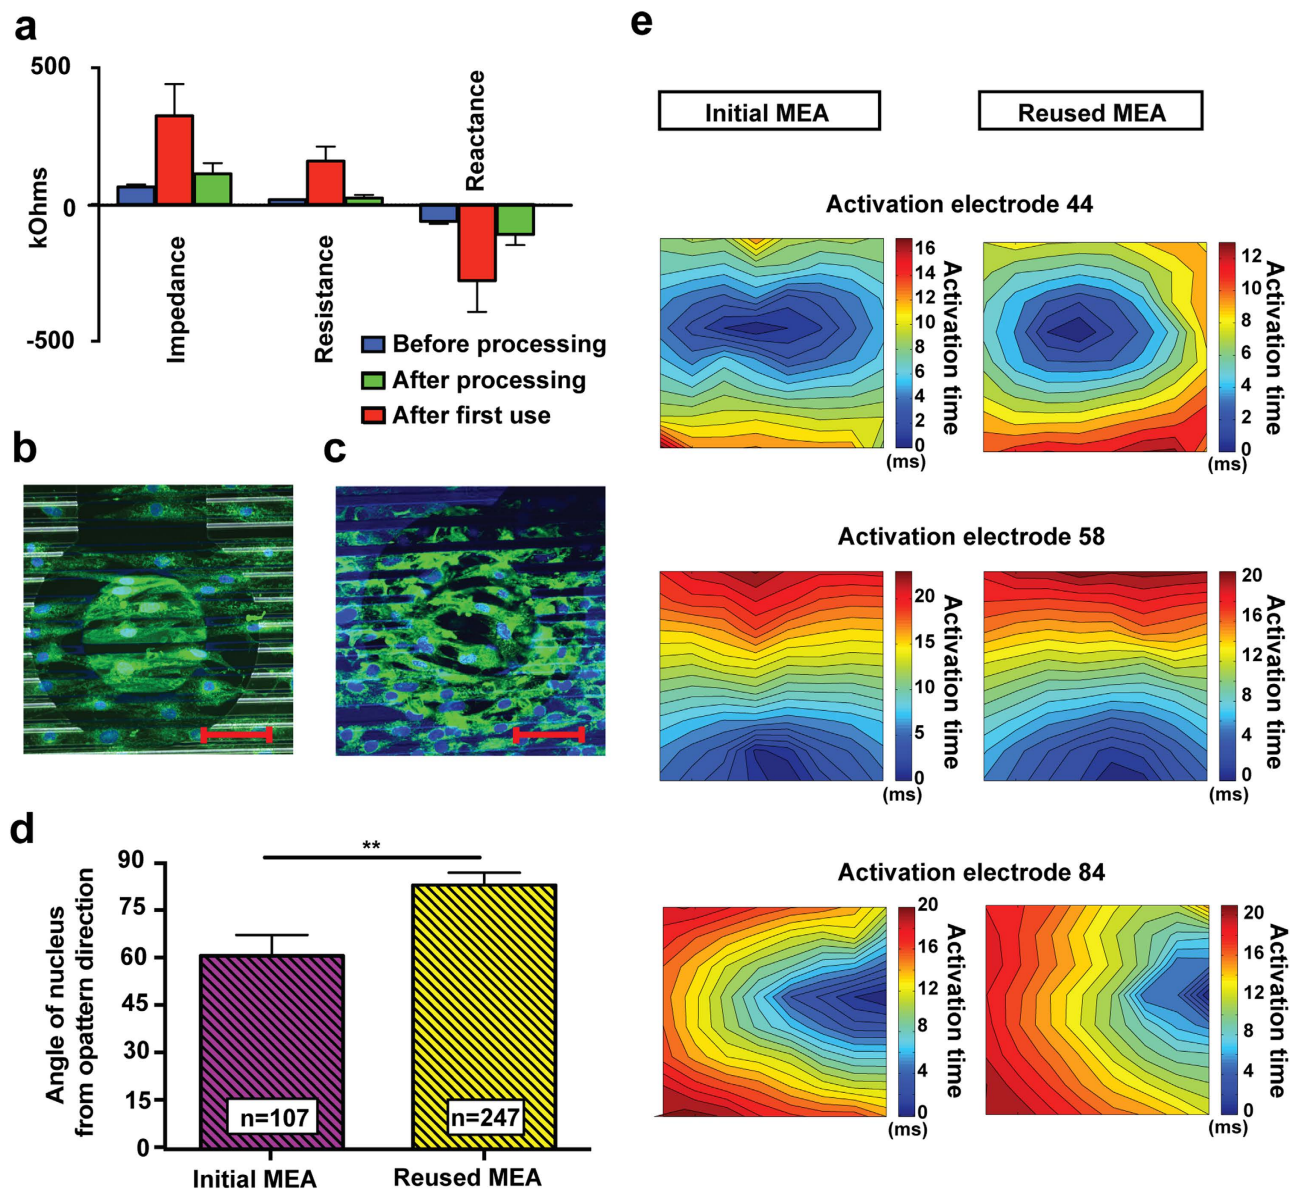 a
500
0
-500
kOhms
Impedance
Resistance
Reactance
Before processing
After processing
After first use
b
c
d
Angle of nucleus
from opattern direction
90
75
60
45
30
15
0
**
n=107
n=247
Initial MEA
Reused MEA
e
Initial MEA
Reused MEA
Activation electrode 44
16
14
12
10
8
6
4
2
0
(ms)
Activation time
12
10
8
6
4
2
0
(ms)
Activation time
Activation electrode 58
20
15
10
5
0
(ms)
Activation time
20
16
12
8
4
0
(ms)
Activation time
Activation electrode 84
20
16
12
8
4
0
(ms)
Activation time
20
16
12
8
4
0
(ms)
Activation time